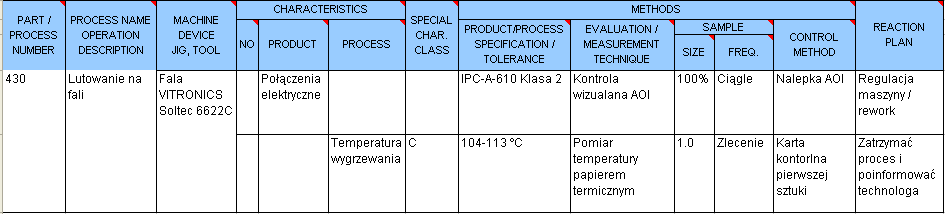 PART / PROCESS NUMBER
PROCESS NAME OPERATION DESCRIPTION
MACHINE DEVICE JIG, TOOL
CHARACTERISTICS
NO
PRODUCT
PROCESS
SPECIAL CHAR. CLASS
METHODS
PRODUCT/PROCESS SPECIFICATION / TOLERANCE
EVALUATION / MEASUREMENT TECHNIQUE
SAMPLE
SIZE
FREQ.
CONTROL METHOD
REACTION PLAN
430
Lutowanie na fali
Fala VITRONICS Soltec 6622C
Połączenia elektryczne
IPC-A-610 Klasa 2
Kontrola wizualana AOI
100%
Ciągle
Nalepka AOI
Regulacja maszyny / rework
Temperatura wygrzewania
C
104-113 ºC
Pomiar temperatury papierem termicznym
1.0
Zlecenie
Karta kontorlna pierwszej sztuki
Zatrzymać proces i poinformować technologa